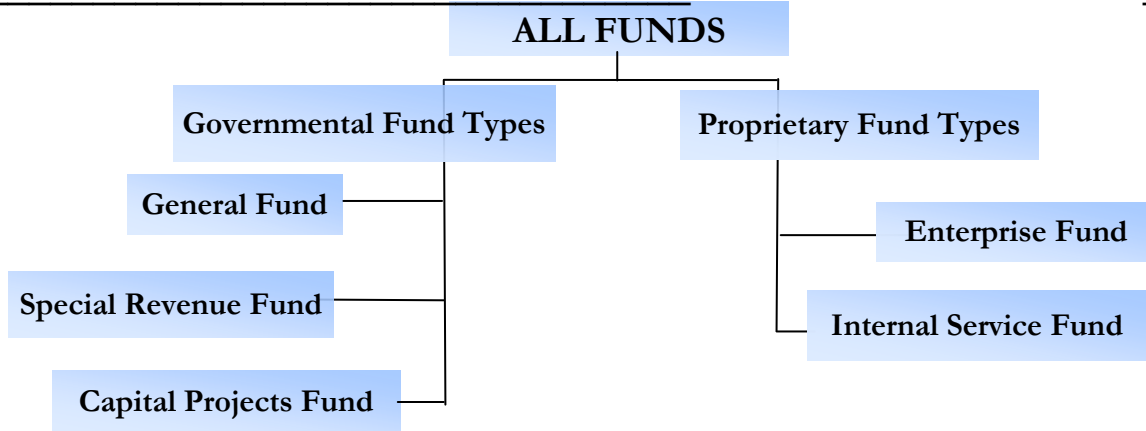 ALL FUNDS
Governmental Fund Types
Proprietary Fund Types
General Fund
Enterprise Fund
Special Revenue Fund
Internal Service Fund
Capital Projects Fund